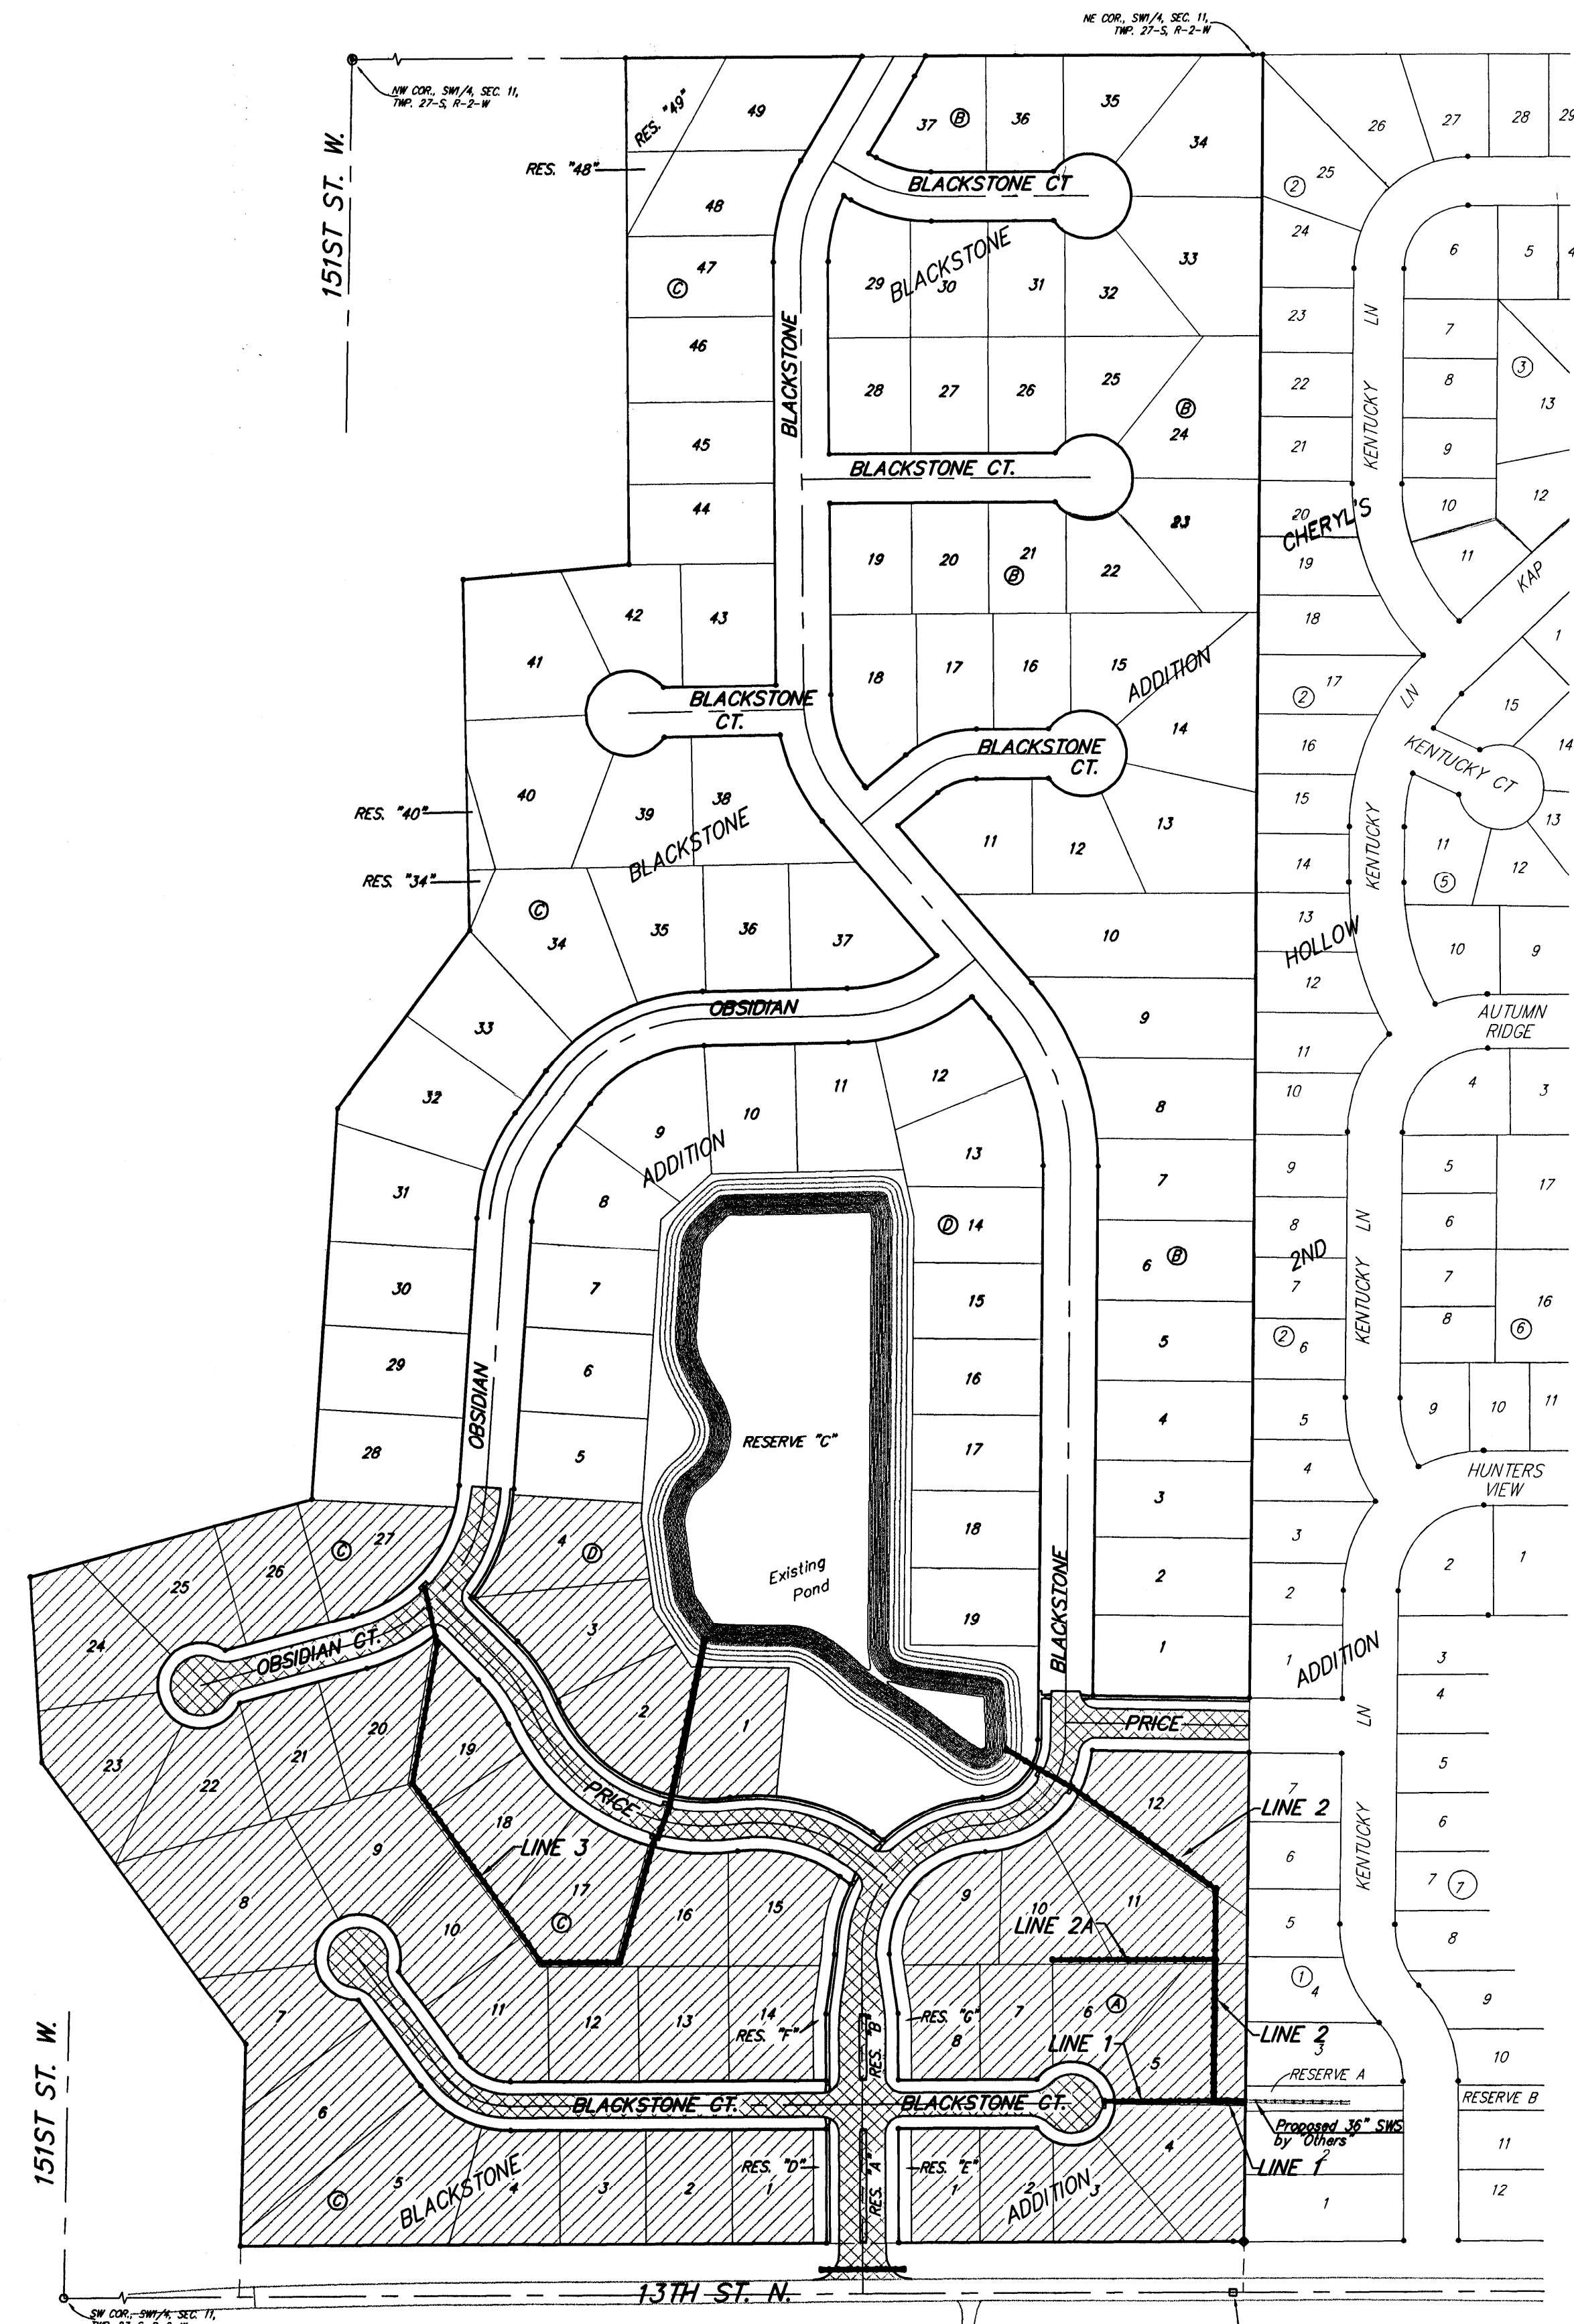 NE COR., SW1/4, SEC. 11,
TWP. 27-S, R-2-W
NW COR., SW1/4, SEC. 11,
TWP. 27-S, R-2-W
151ST ST. W.
RES. "49"
49
RES. "48"
48
47
C
46
45
44
37 B
36
35
34
BLACKSTONE CT
BLACKSTONE
29
30
31
32
33
BLACKSTONE
28
27
26
25
B
24
BLACKSTONE CT.
23
19
20
21
B
22
18
17
16
15
ADDITION
14
41
42
43
BLACKSTONE
CT.
BLACKSTONE
CT.
RES. "40"
40
39
38
BLACKSTONE
11
12
13
RES. "34"
C
34
35
36
37
10
OBSIDIAN
33
32
31
30
29
28
9
8
7
6 B
5
4
3
2
1
12
11
10
9
ADDITION
8
7
6
5
13
D 14
15
16
17
18
19
OBSIDIAN
RESERVE "C"
Existing
Pond
BLACKSTONE
PRICE
4 D
3
2
1
27
C
26
25
24
OBSIDIAN CT.
23
22
21
20
19
18
LINE 3
17
C
16
15
PRICE
9
8
10
7
11
12
13
14
RES. "F"
RES. "B"
RES. "G"
8
7
6 A
5
9
10
11
12
LINE 2
LINE 2A
LINE 1
LINE 2
BLACKSTONE CT.
BLACKSTONE CT.
6
5
C
BLACKSTONE
4
3
2
1
RES. "D"
RES. "A"
RES. "E"
1
2
3
ADDITION
4
LINE 1
Proposed 36" SWS
by "Others"
RESERVE A
RESERVE B
151ST ST. W.
13TH ST. N.
SW COR., SW1/4, SEC. 11,
26
27
28
29
2
25
24
6
5
4
23
22
21
20
19
18
KENTUCKY LN
7
8
9
10
11
3
13
12
CHERYL'S
KAP
1
2 17
16
15
14
13
12
LN
15
14
KENTUCKY CT
13
12
11
5
10
9
KENTUCKY
HOLLOW
AUTUMN
RIDGE
11
10
9
8
2ND
7
2 6
5
4
3
2
1
4
3
5
6
7
8
17
16
6
9
10
11
KENTUCKY LN
HUNTERS
VIEW
2
1
ADDITION
3
4
5
6
7 7
8
9
10
11
12
KENTUCKY LN
7
6
5
1 4
3
2
1